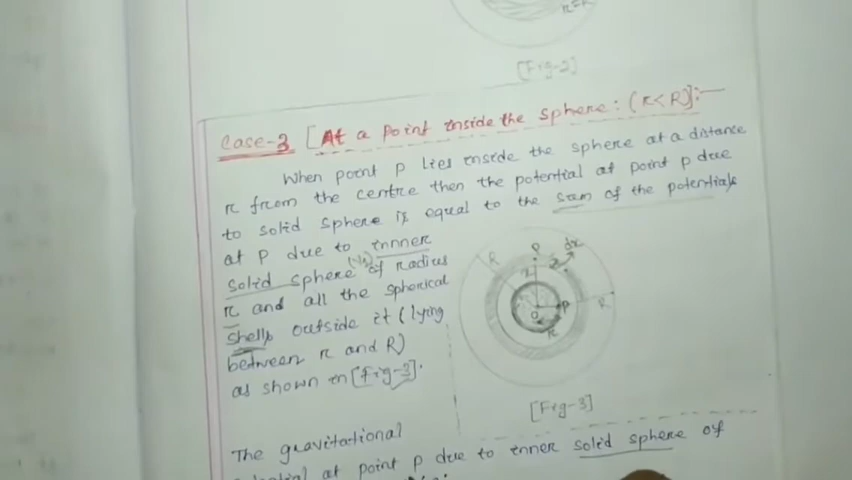 r=R
[Fig-2]
Case-3 [At a point inside the sphere: (r<R)]:-
When point P lies inside the sphere at a distance
r from the centre then the potential at point P due
to solid sphere is equal to the sum of the potentials
at P due to innner
solid sphere of radius
r and all the spherical
shells outside it (lying
between r and R)
as shown in [Fig-3].
R
P
dx
x
P
O
r
R
[Fig-3]
The gravitational
at point P due to inner solid sphere of